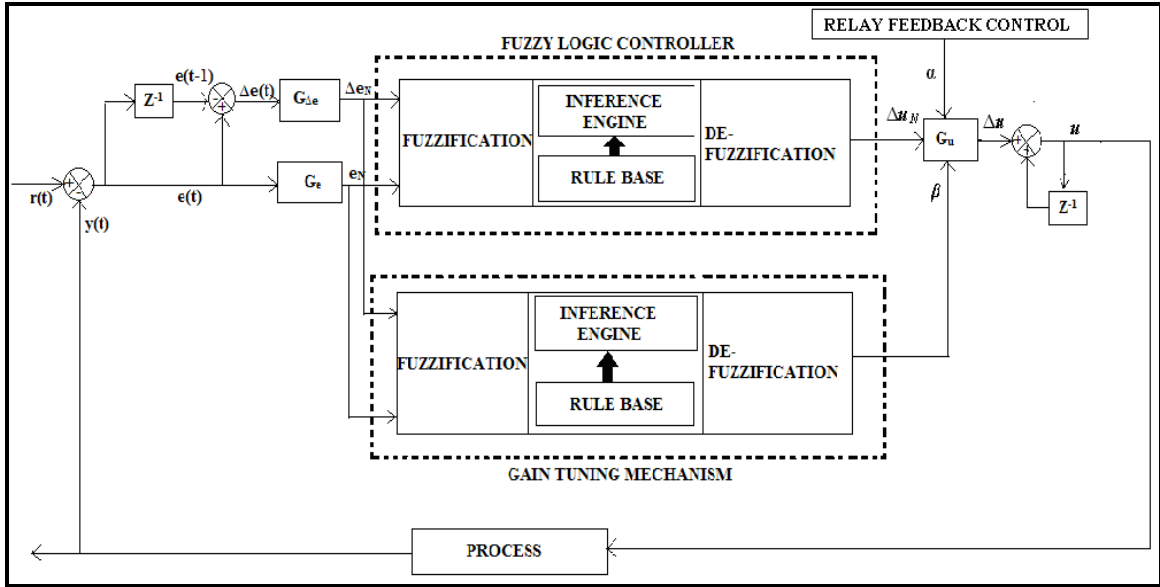 RELAY FEEDBACK CONTROL
FUZZY LOGIC CONTROLLER
α
e(t-1)
Z-1
-
+
Δe(t)
GΔe
ΔeN
FUZZIFICATION
INFERENCE
ENGINE
RULE BASE
DE-
FUZZIFICATION
ΔuN
Gu
Δu
+
+
u
Z-1
β
r(t)
+
-
y(t)
e(t)
Ge
eN
FUZZIFICATION
INFERENCE
ENGINE
RULE BASE
DE-
FUZZIFICATION
GAIN TUNING MECHANISM
PROCESS